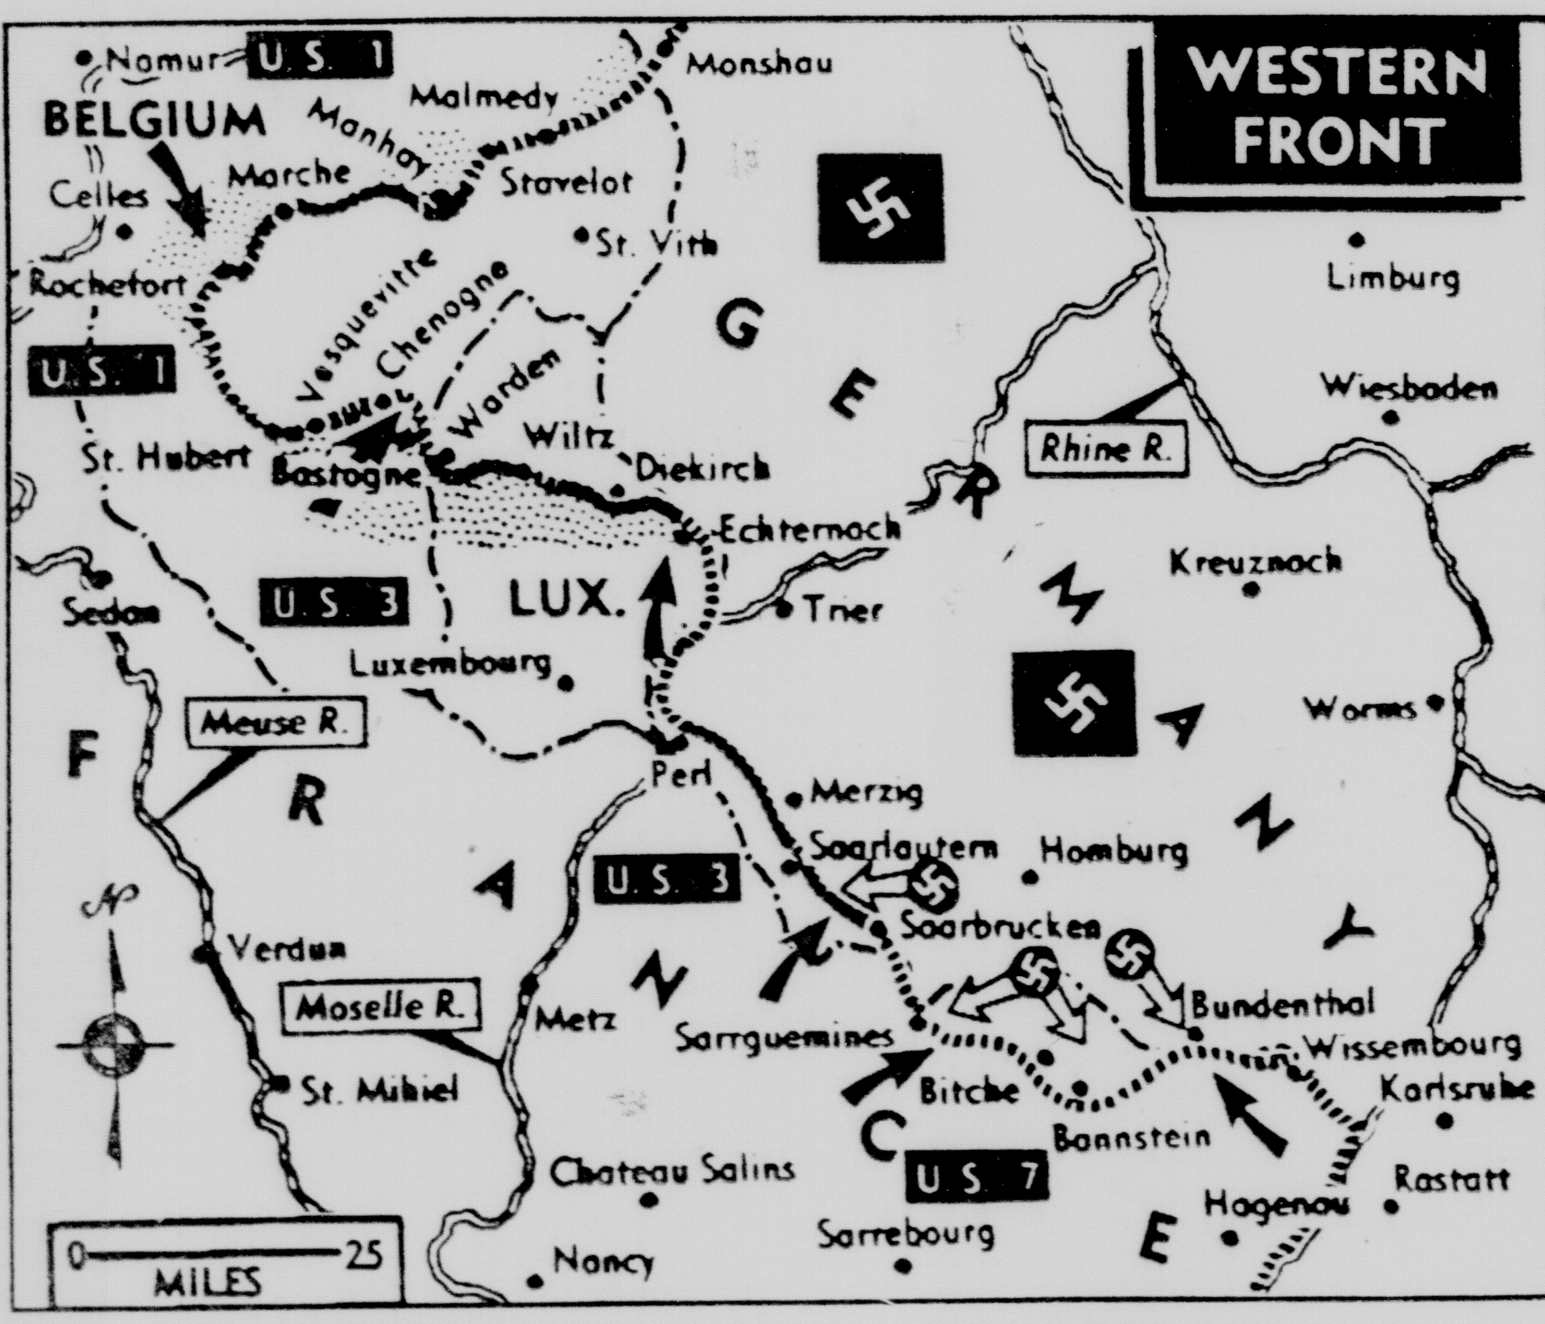 WESTERN
FRONT
Namur
U. S. 1
Monshau
Malmedy
BELGIUM
Manhay
Marche
Stavelot
Celles
St. Vith
Rochefort
Limburg
Vesquevitte
Chenogne
G
E
R
M
A
N
Y
U. S. 1
Warden
Wiesbaden
Wiltz
Rhine R.
St. Hubert
Bastogne
Diekirch
Echternach
Kreuznach
Sedan
U. S. 3
LUX.
Trier
Luxembourg
Meuse R.
Worms
F
R
A
N
C
E
Perl
Merzig
Saarlautern
Homburg
U. S. 3
N
Saarbrucken
Verdun
Moselle R.
Metz
Sarrguemines
Bundenthal
Wissembourg
St. Mihiel
Bitche
Karlsruhe
Bannstein
Chateau Salins
U S 7
Rastatt
Hagenau
Sarrebourg
Nancy
0 25
MILES